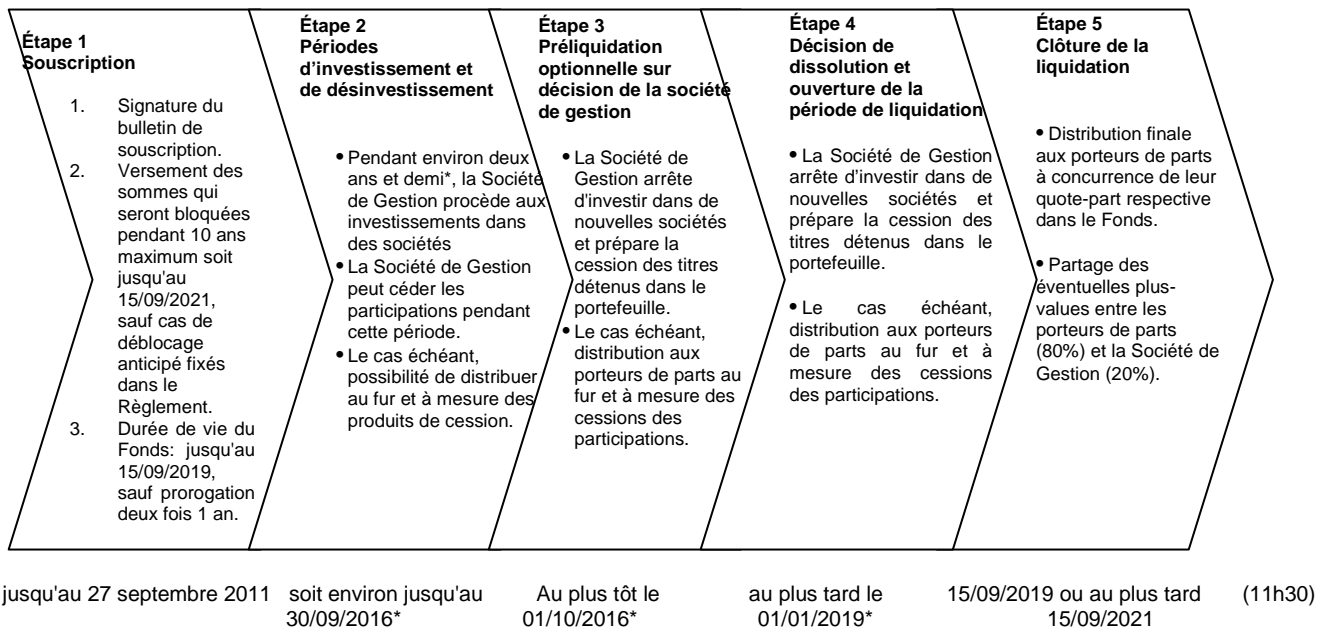 Étape 1
Souscription
1. Signature du
bulletin de
souscription.
2. Versement des
sommes qui
seront bloquées
pendant 10 ans
maximum soit
jusqu'au
15/09/2021,
sauf cas de
déblocage
anticipé fixés
dans le
Règlement.
3. Durée de vie du
Fonds: jusqu'au
15/09/2019,
sauf prorogation
deux fois 1 an.
Étape 2
Périodes
d'investissement et
de désinvestissement
• Pendant environ deux
ans et demi*, la Société
de Gestion procède aux
investissements dans
des sociétés
• La Société de Gestion
peut céder les
participations pendant
cette période.
• Le cas échéant,
possibilité de distribuer
au fur et à mesure des
produits de cession.
Étape 3
Préliquidation
optionnelle sur
décision de la société
de gestion
• La Société de
Gestion arrête
d'investir dans de
nouvelles sociétés
et prépare la
cession des titres
détenus dans le
portefeuille.
• Le cas échéant,
distribution aux
porteurs de parts au
fur et à mesure des
cessions des
participations.
Étape 4
Décision de
dissolution et
ouverture de la
période de liquidation
• La Société de Gestion
arrête d'investir dans de
nouvelles sociétés et
prépare la cession des
titres détenus dans le
portefeuille.
• Le cas échéant,
distribution aux porteurs
de parts au fur et à
mesure des cessions
des participations.
Étape 5
Clôture de la
liquidation
• Distribution finale
aux porteurs de parts
à concurrence de leur
quote-part respective
dans le Fonds.
• Partage des
éventuelles plus-
values entre les
porteurs de parts
(80%) et la Société de
Gestion (20%).
jusqu'au 27 septembre 2011
soit environ jusqu'au
30/09/2016*
Au plus tôt le
01/10/2016*
au plus tard le
01/01/2019*
15/09/2019 ou au plus tard
15/09/2021
(11h30)